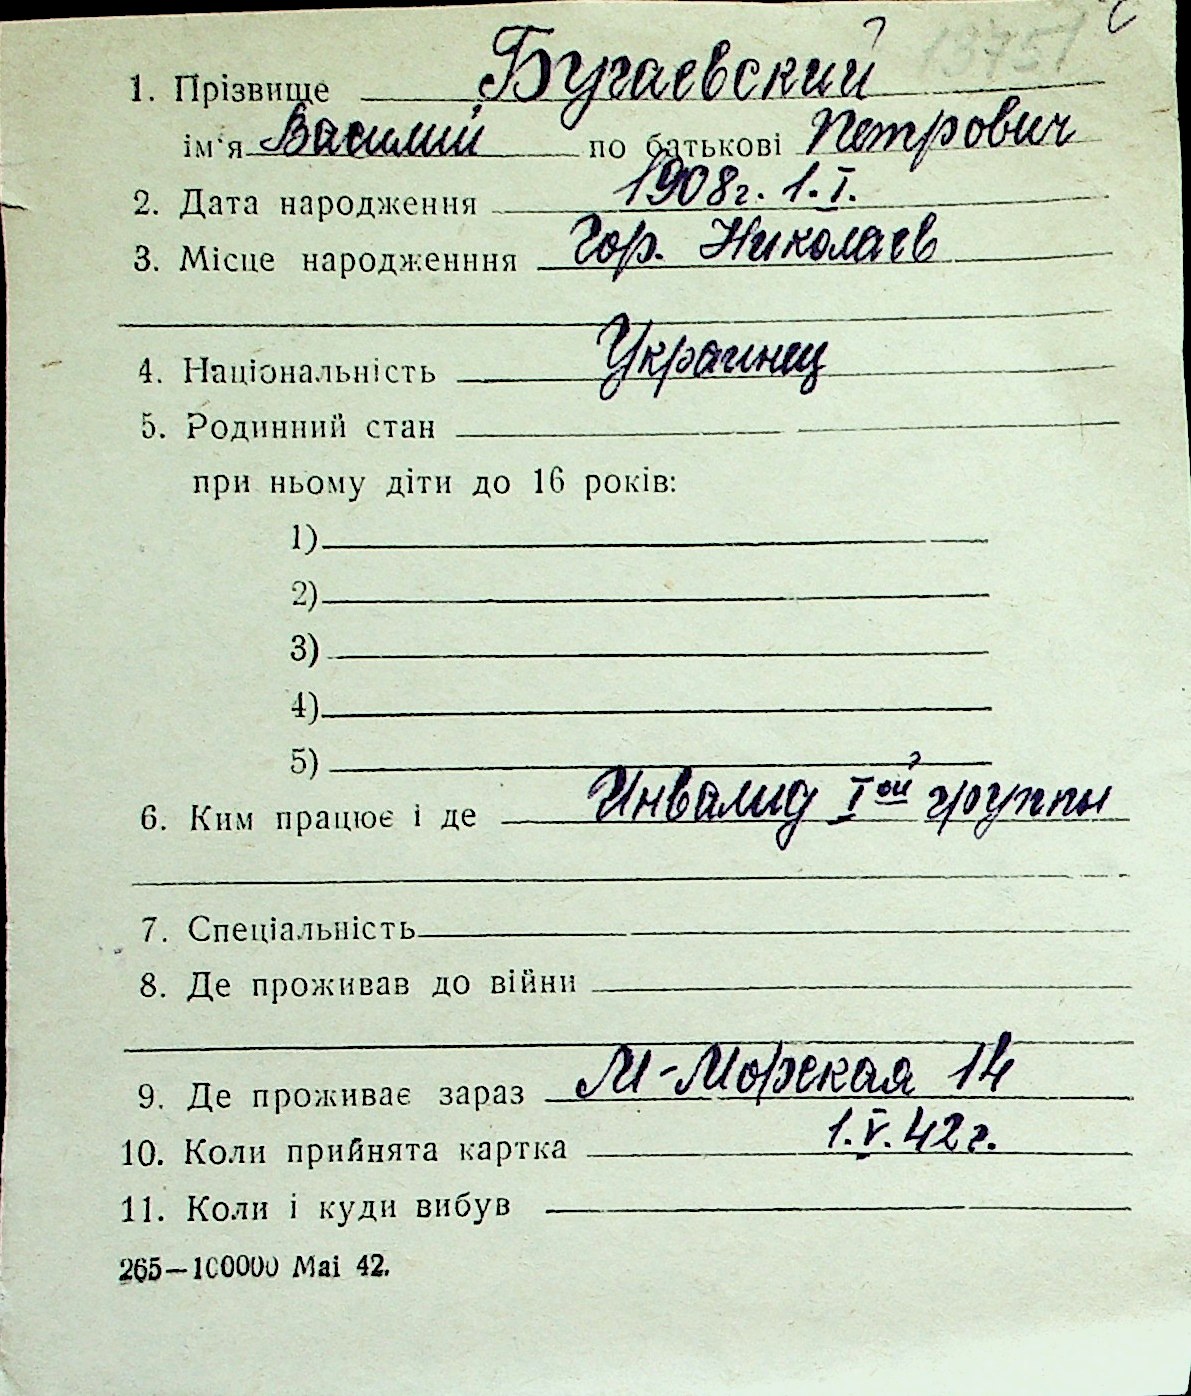 13751
1. Прізвище Бугаевский
ім'я Василий по батькові Петрович
2. Дата народження 1908г. 1.I.
3. Місце народженння Гор. Николаев
4. Національність Украинец
5. Родинний стан
при ньому діти до 16 років:
1)
2)
3)
4)
5)
6. Ким працює і де Инвалид I ой группы
7. Спеціальність
8. Де проживав до війни
9. Де проживає зараз М-Морская 14
10. Коли прийнята картка 1.V.42г.
11. Коли і куди вибув
265—100000 Mai 42.